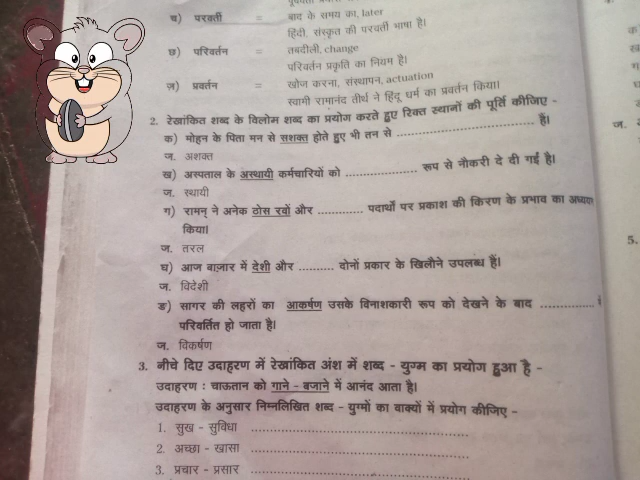 च) परवर्ती = बाद के समय का, later
हिंदी, संस्कृत की परवर्ती भाषा है।
छ) परिवर्तन = तबदीली, change
परिवर्तन प्रकृति का नियम है।
ज) प्रवर्तन = खोज करना, संस्थापन, actuation
स्वामी रामानंद तीर्थ ने हिंदू धर्म का प्रवर्तन किया।
2. रेखांकित शब्द के विलोम शब्द का प्रयोग करते हुए रिक्त स्थानों की पूर्ति कीजिए -
क) मोहन के पिता मन से सशक्त होते हुए भी तन से ................................ हैं।
ज. अशक्त
ख) अस्पताल के अस्थायी कर्मचारियों को ................... रूप से नौकरी दे दी गई है।
ज. स्थायी
ग) रामन् ने अनेक ठोस रवों और ............ पदार्थों पर प्रकाश की किरण के प्रभाव का अध्ययन
किया।
ज. तरल
घ) आज बाज़ार में देशी और .......... दोनों प्रकार के खिलौने उपलब्ध हैं।
ज. विदेशी
ङ) सागर की लहरों का आकर्षण उसके विनाशकारी रूप को देखने के बाद ..............
परिवर्तित हो जाता है।
ज. विकर्षण
3. नीचे दिए उदाहरण में रेखांकित अंश में शब्द - युग्म का प्रयोग हुआ है -
उदाहरण : चाऊतान को गाने - बजाने में आनंद आता है।
उदाहरण के अनुसार निम्नलिखित शब्द - युग्मों का वाक्यों में प्रयोग कीजिए -
1. सुख - सुविधा ................................................
2. अच्छा - खासा ................................................
3. प्रचार - प्रसार ................................................
ज.
5.